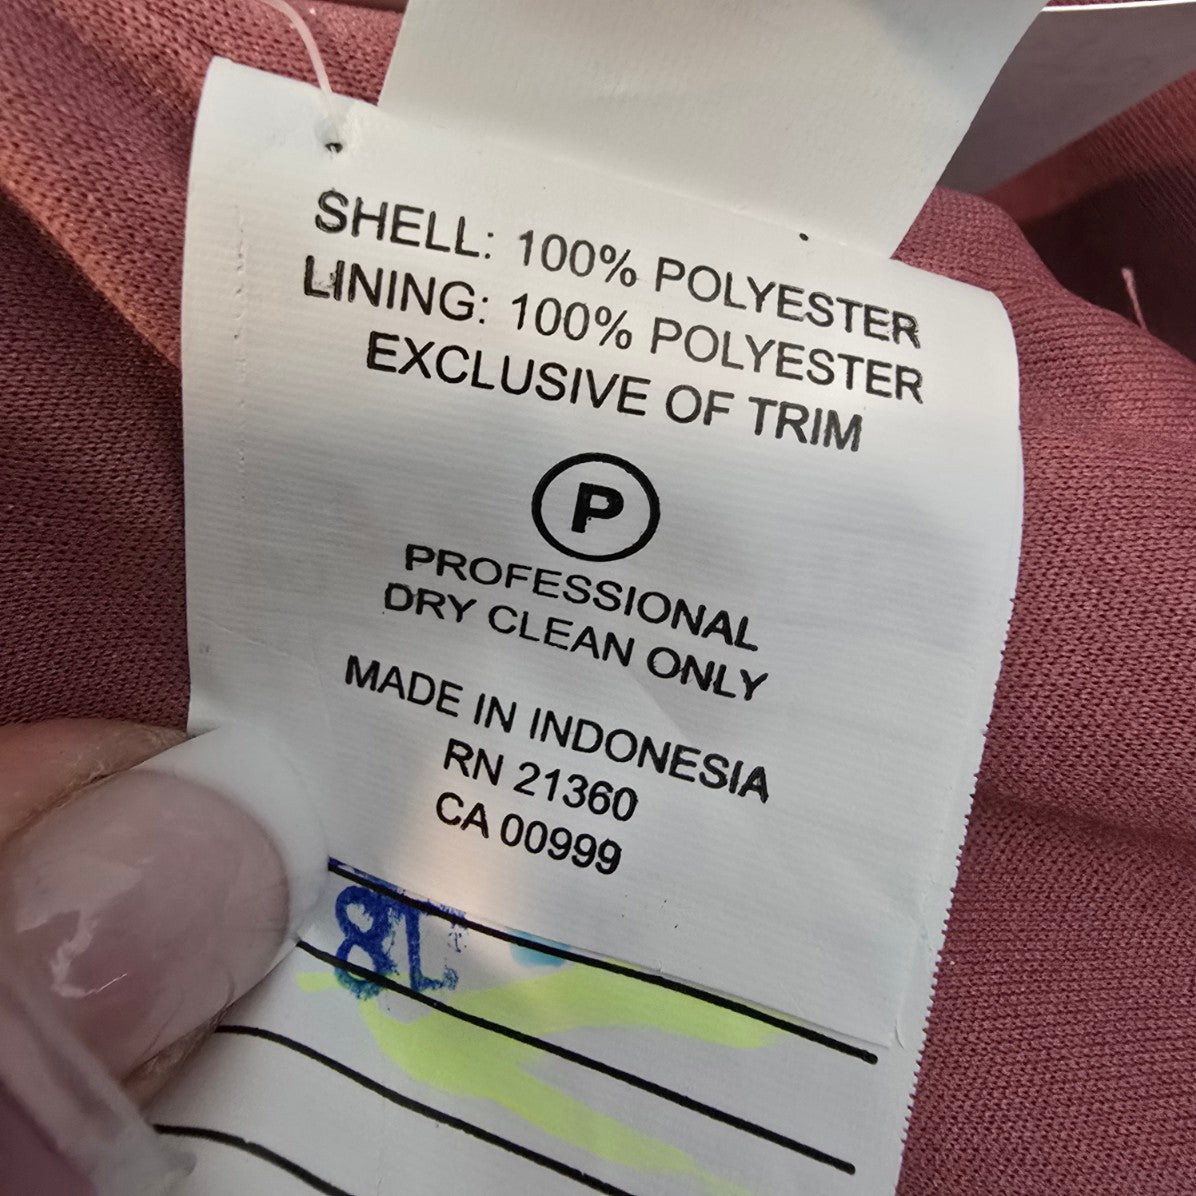 SHELL: 100% POLYESTER
LINING: 100% POLYESTER
EXCLUSIVE OF TRIM
P
PROFESSIONAL
DRY CLEAN ONLY
MADE IN INDONESIA
RN 21360
CA 00999